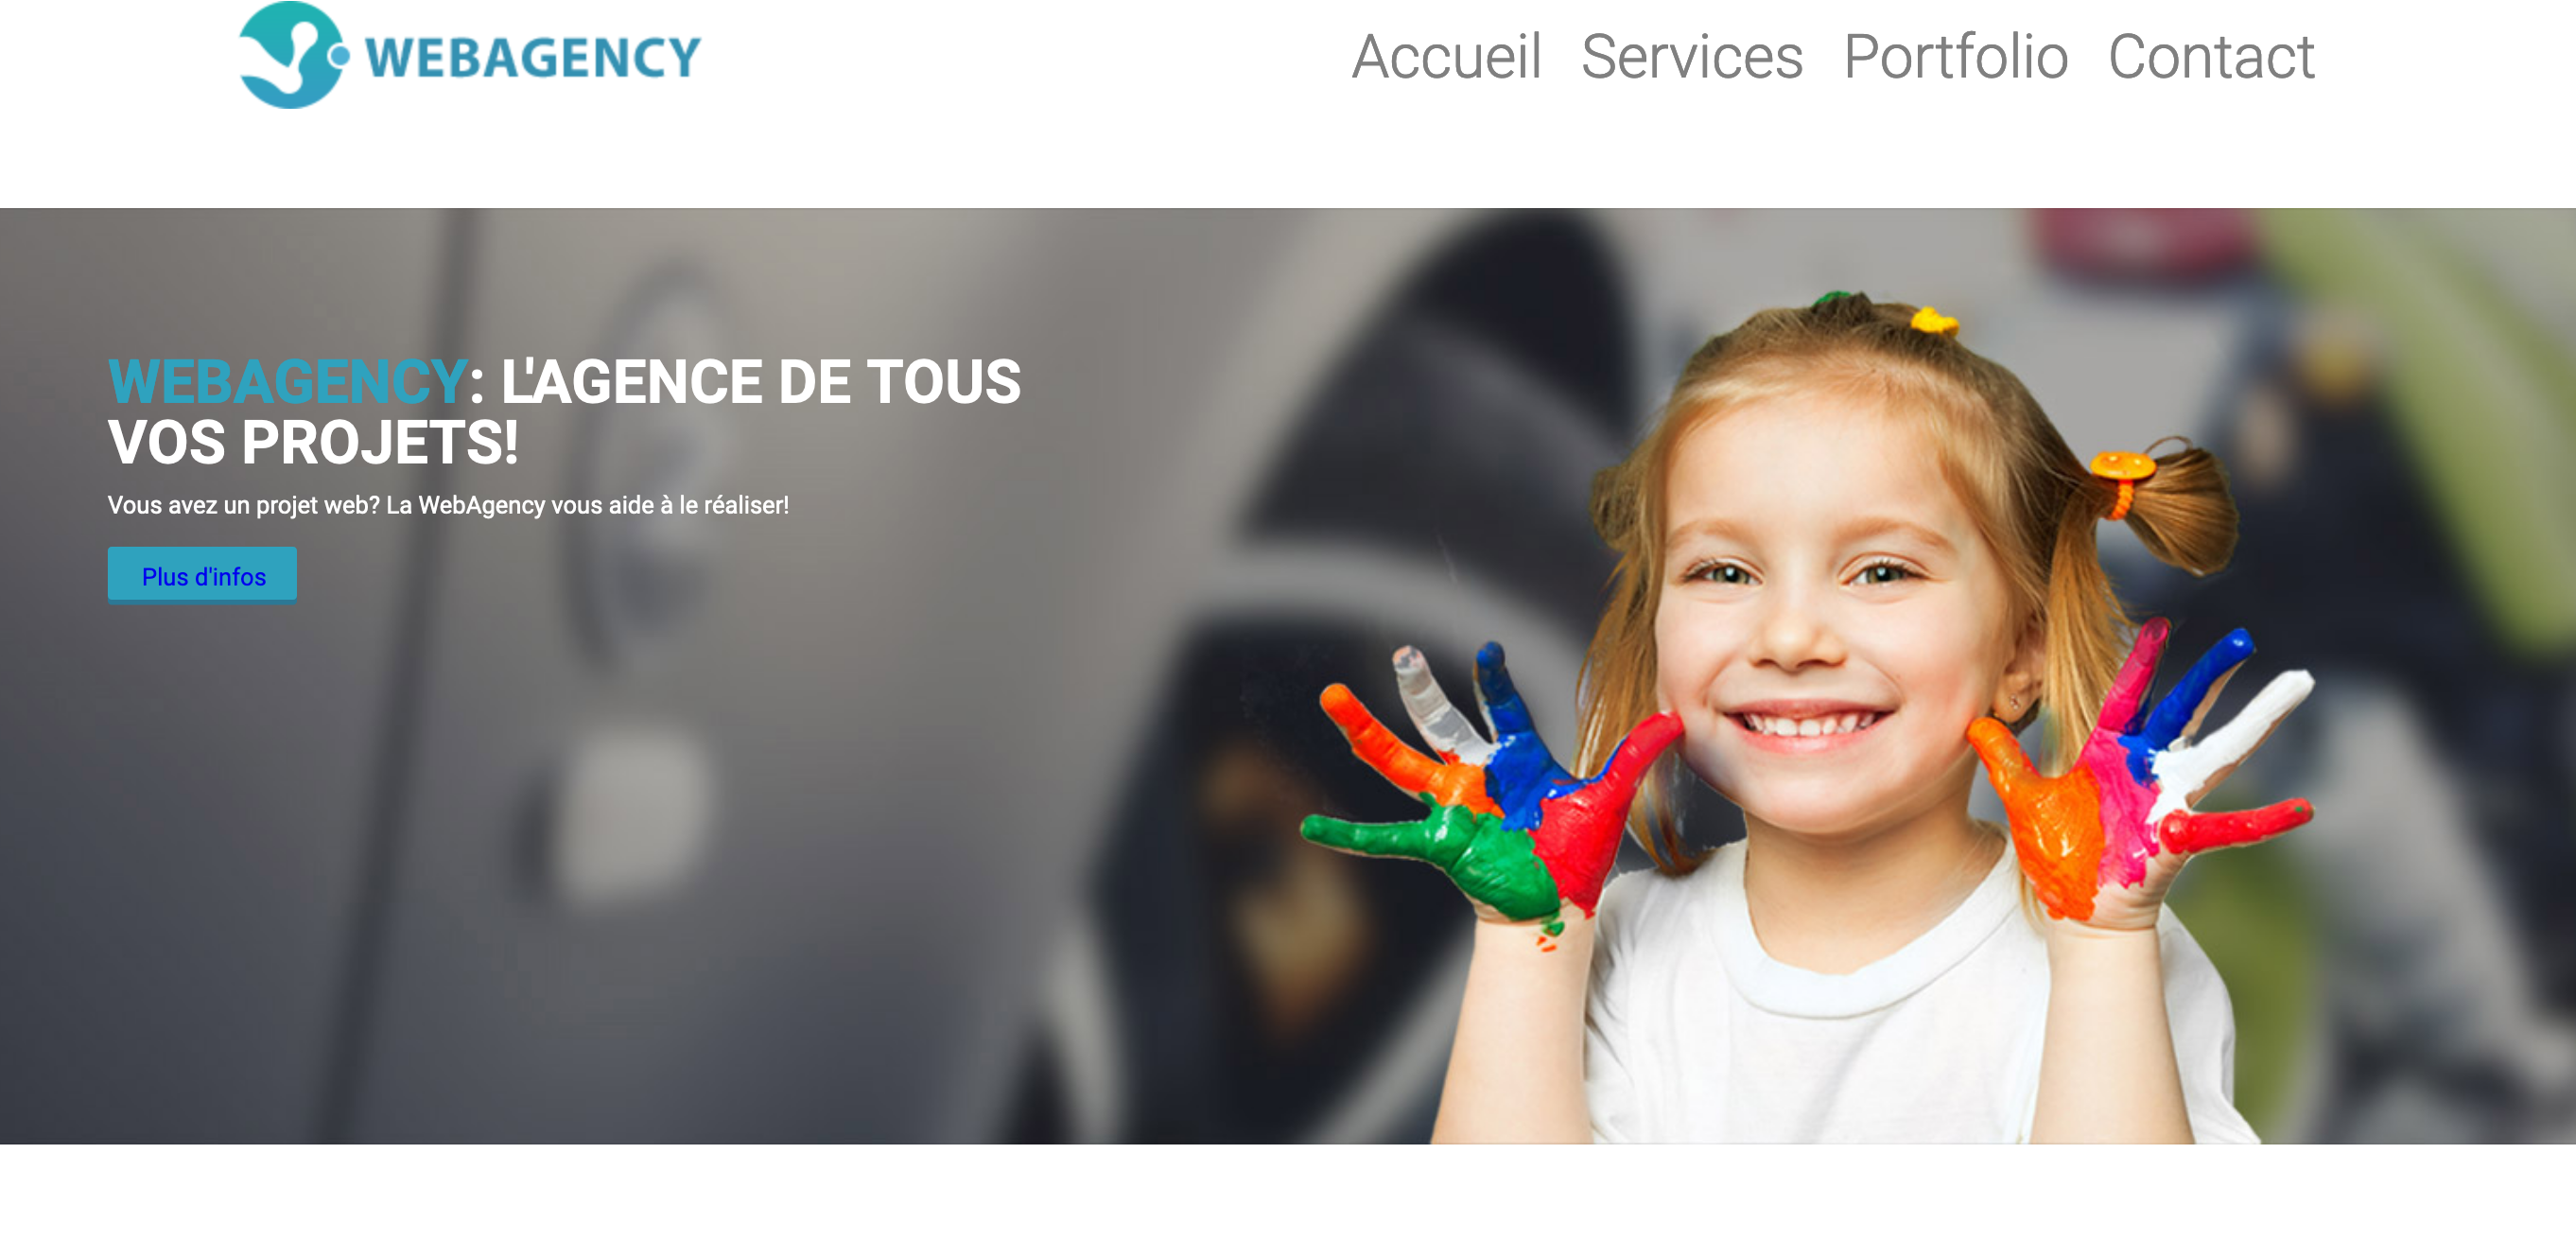 WEBAGENCY
Accueil Services Portfolio Contact
WEBAGENCY: L'AGENCE DE TOUS
VOS PROJETS!
Vous avez un projet web? La WebAgency vous aide à le réaliser!
Plus d'infos